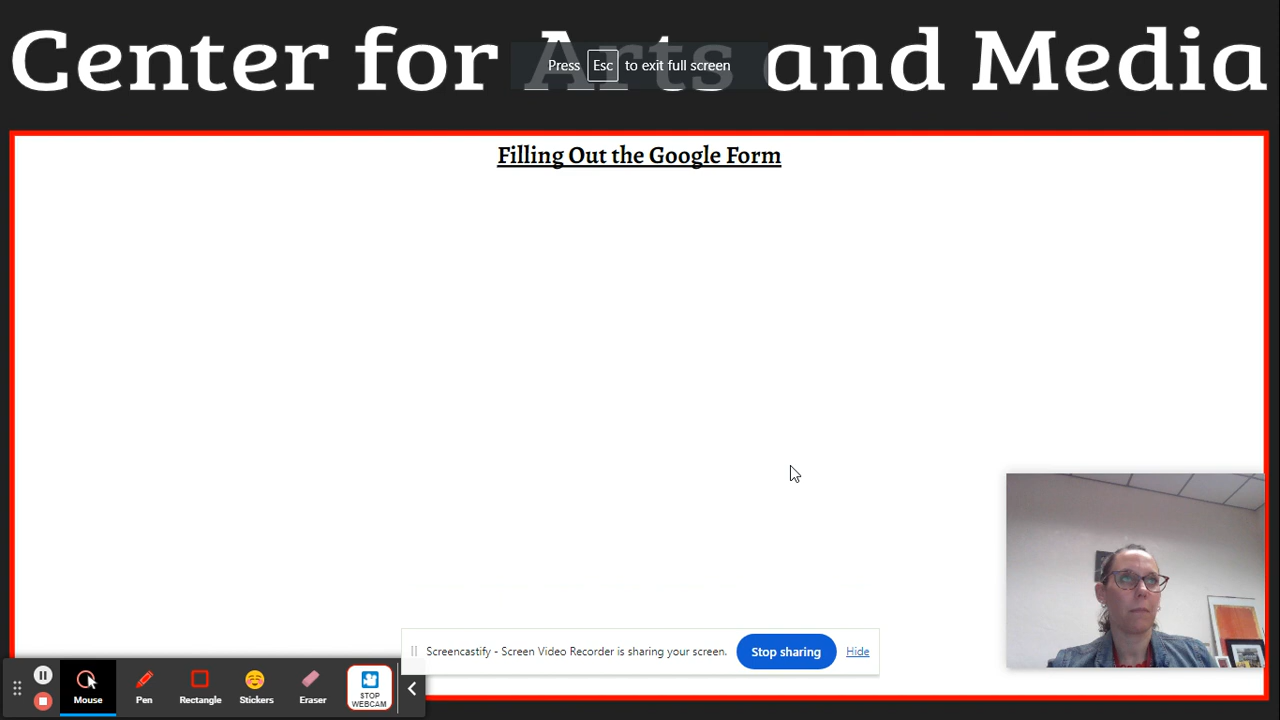 Center for Arts and Media
Press Esc to exit full screen
Filling Out the Google Form
Screencastify - Screen Video Recorder is sharing your screen.
Stop sharing
Hide
Mouse
Pen
Rectangle
Stickers
Eraser
STOP
WEBCAM